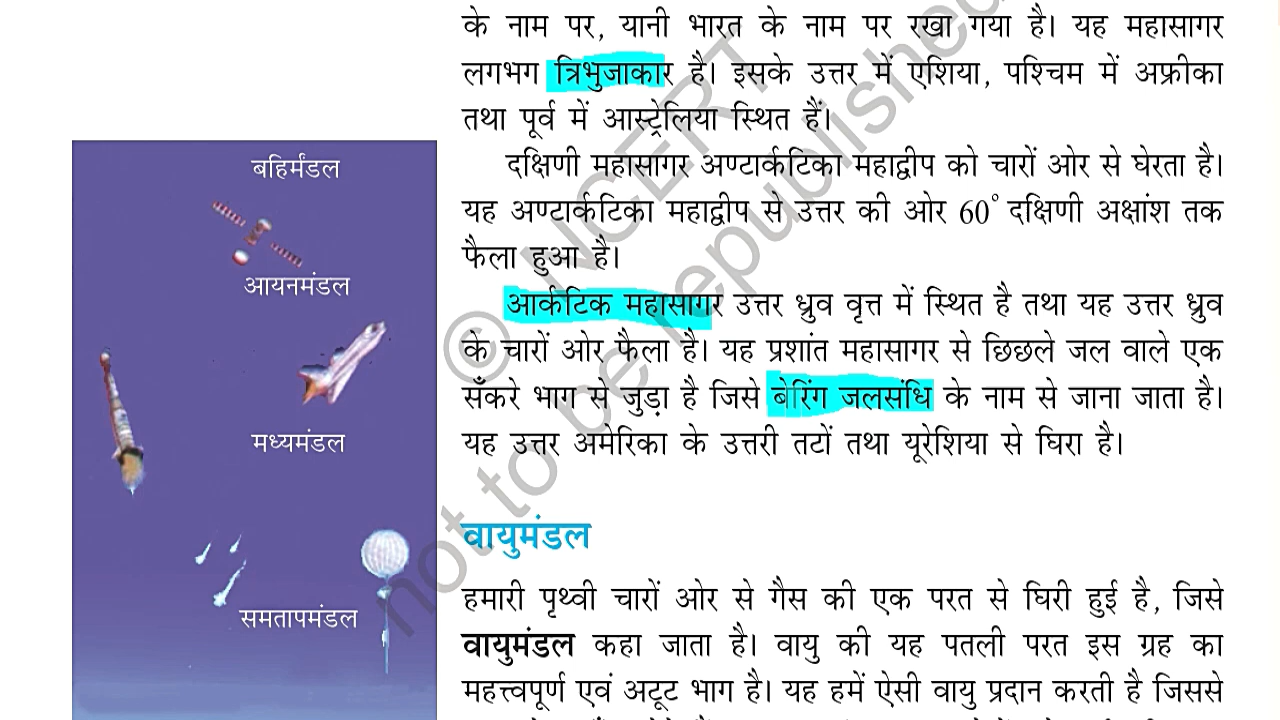 के नाम पर, यानी भारत के नाम पर रखा गया है। यह महासागर
लगभग त्रिभुजाकार है। इसके उत्तर में एशिया, पश्चिम में अफ्रीका
तथा पूर्व में आस्ट्रेलिया स्थित हैं।
दक्षिणी महासागर अण्टार्कटिका महाद्वीप को चारों ओर से घेरता है।
यह अण्टार्कटिका महाद्वीप से उत्तर की ओर 60° दक्षिणी अक्षांश तक
फैला हुआ है।
आर्कटिक महासागर उत्तर ध्रुव वृत्त में स्थित है तथा यह उत्तर ध्रुव
के चारों ओर फैला है। यह प्रशांत महासागर से छिछले जल वाले एक
सँकरे भाग से जुड़ा है जिसे बेरिंग जलसंधि के नाम से जाना जाता है।
यह उत्तर अमेरिका के उत्तरी तटों तथा यूरेशिया से घिरा है।
वायुमंडल
हमारी पृथ्वी चारों ओर से गैस की एक परत से घिरी हुई है, जिसे
वायुमंडल कहा जाता है। वायु की यह पतली परत इस ग्रह का
महत्त्वपूर्ण एवं अटूट भाग है। यह हमें ऐसी वायु प्रदान करती है जिससे
बहिर्मंडल
आयनमंडल
मध्यमंडल
समतापमंडल
© NCERT
not to be republished